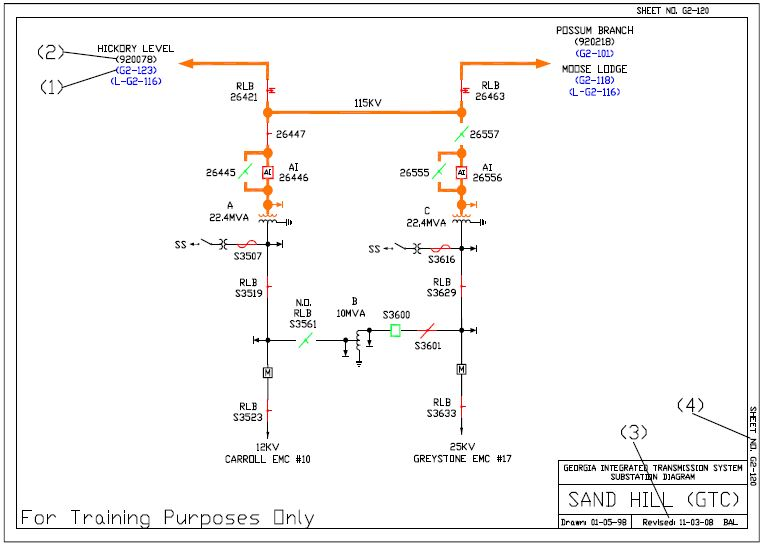 SHEET NO. G2-120
HICKORY LEVEL
(920078)
(G2-123)
(L-G2-116)
(2)
(1)
POSSUM BRANCH
(920218)
(G2-101)
MOOSE LODGE
(G2-118)
(L-G2-116)
RLB
26421
RLB
26463
115KV
26447
26557
26445
AI
AI
26446
26555
AI
AI
26556
A
22.4MVA
C
22.4MVA
SS
S3507
SS
S3616
RLB
S3519
RLB
S3629
N.O.
RLB
S3561
B
10MVA
S3600
S3601
M
M
RLB
S3523
RLB
S3633
12KV
CARROLL EMC #10
25KV
GREYSTONE EMC #17
(3)
(4)
SHEET NO. G2-120
GEORGIA INTEGRATED TRANSMISSION SYSTEM
SUBSTATION DIAGRAM
SAND HILL (GTC)
Drawn: 01-05-98
Revised: 11-03-08 BAL
For Training Purposes Only